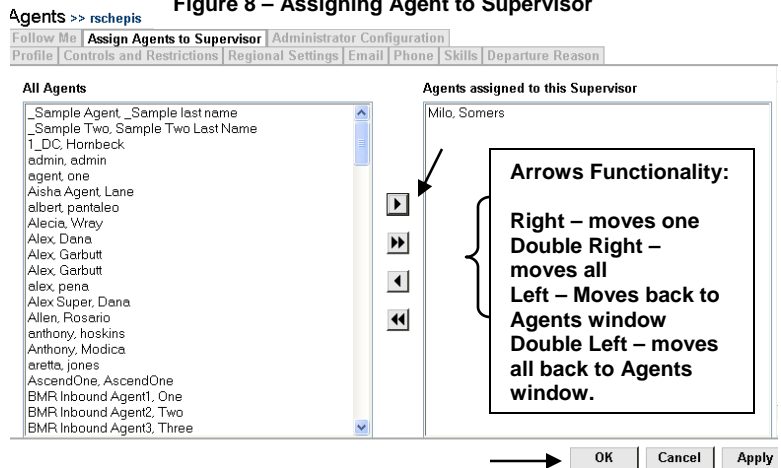 Figure 8 – Assigning Agent to Supervisor
Agents >> rschepis
Follow Me Assign Agents to Supervisor Administrator Configuration
Profile Controls and Restrictions Regional Settings Email Phone Skills Departure Reason
All Agents
_Sample Agent, _Sample last name
_Sample Two, Sample Two Last Name
1_DC, Hornbeck
admin, admin
agent, one
Aisha Agent, Lane
albert, pantaleo
Alecia, Wray
Alex, Dana
Alex, Garbutt
Alex, Garbutt
alex, pena
Alex Super, Dana
Allen, Rosario
anthony, hoskins
Anthony, Modica
aretta, jones
AscendOne, AscendOne
BMR Inbound Agent1, One
BMR Inbound Agent2, Two
BMR Inbound Agent3, Three
Agents assigned to this Supervisor
Milo, Somers
Arrows Functionality:
Right – moves one
Double Right –
moves all
Left – Moves back to
Agents window
Double Left – moves
all back to Agents
window.
OK Cancel Apply